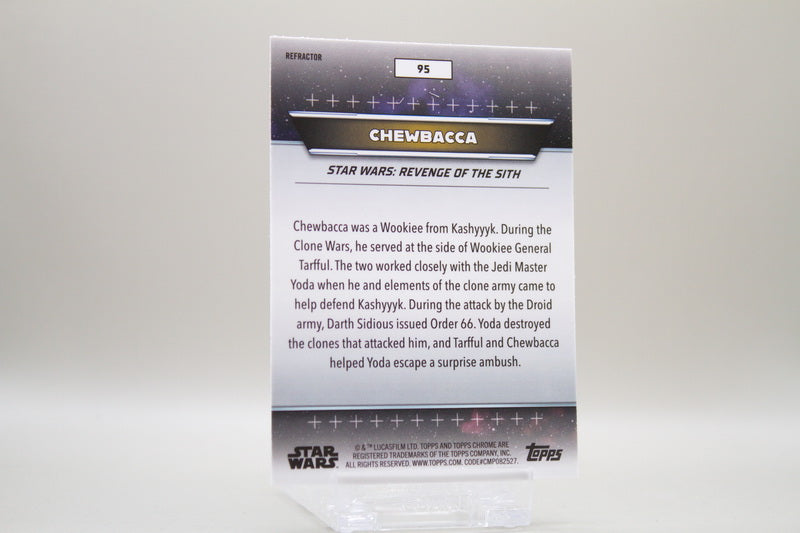 REFRACTOR
95
CHEWBACCA
STAR WARS: REVENGE OF THE SITH
Chewbacca was a Wookiee from Kashyyyk. During the
Clone Wars, he served at the side of Wookiee General
Tarfful. The two worked closely with the Jedi Master
Yoda when he and elements of the clone army came to
help defend Kashyyyk. During the attack by the Droid
army, Darth Sidious issued Order 66. Yoda destroyed
the clones that attacked him, and Tarfful and Chewbacca
helped Yoda escape a surprise ambush.
STAR
WARS
© & ™ LUCASFILM LTD. TOPPS AND TOPPS CHROME ARE
REGISTERED TRADEMARKS OF THE TOPPS COMPANY, INC.
ALL RIGHTS RESERVED. WWW.TOPPS.COM. CODE#CMP082527.
Topps